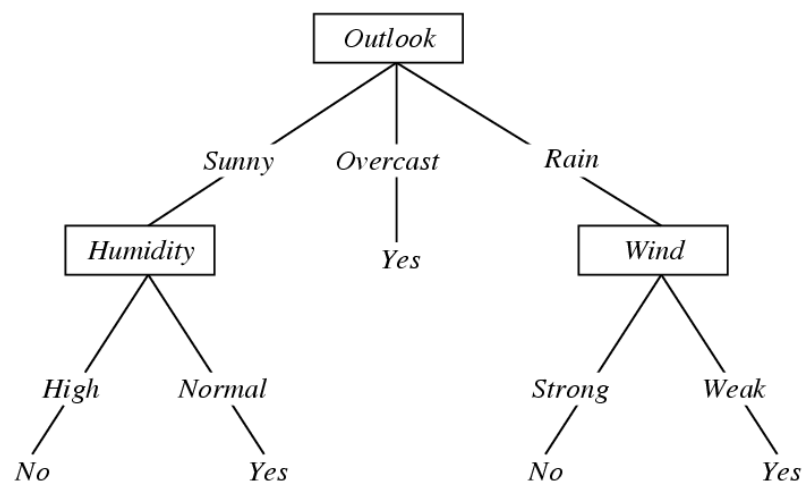 Outlook
Sunny Overcast Rain
Humidity Yes Wind
High Normal Strong Weak
No Yes No Yes